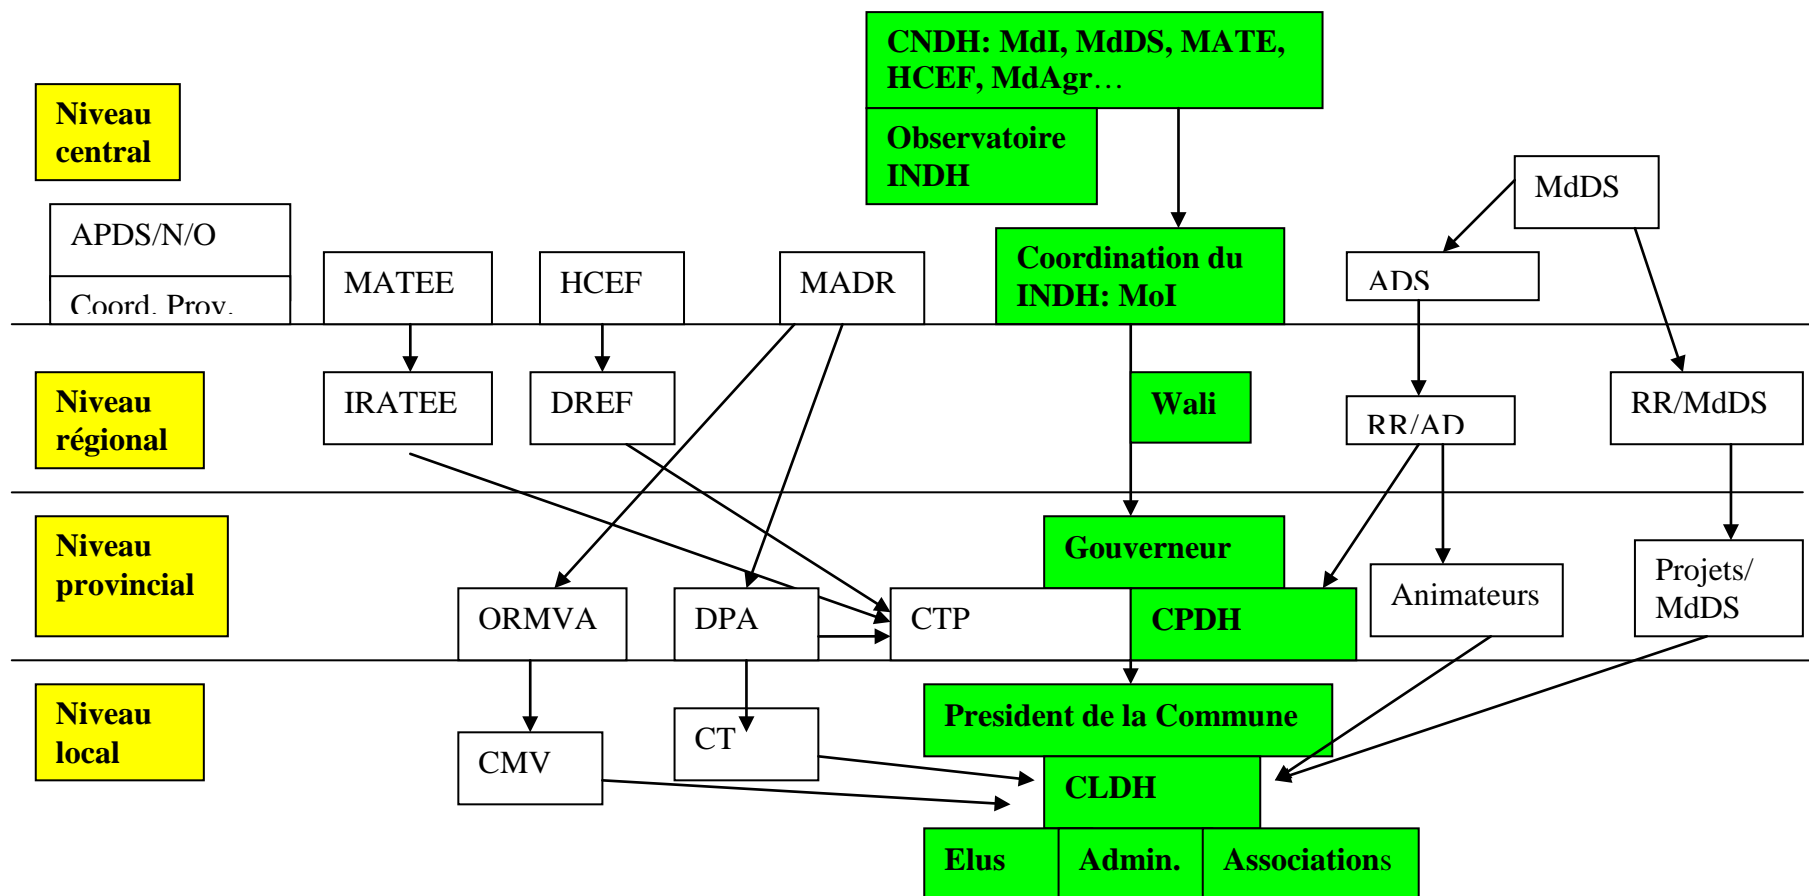 CNDH: MdI, MdDS, MATE,
HCEF, MdAgr…
Niveau
central
Observatoire
INDH
MdDS
APDS/N/O
Coord. Prov.
MATEE
HCEF
MADR
Coordination du
INDH: MoI
ADS
Niveau
régional
IRATEE
DREF
Wali
RR/AD
RR/MdDS
Niveau
provincial
Gouverneur
ORMVA
DPA
CTP
CPDH
Animateurs
Projets/
MdDS
Niveau
local
CMV
CT
President de la Commune
CLDH
Elus
Admin.
Associations